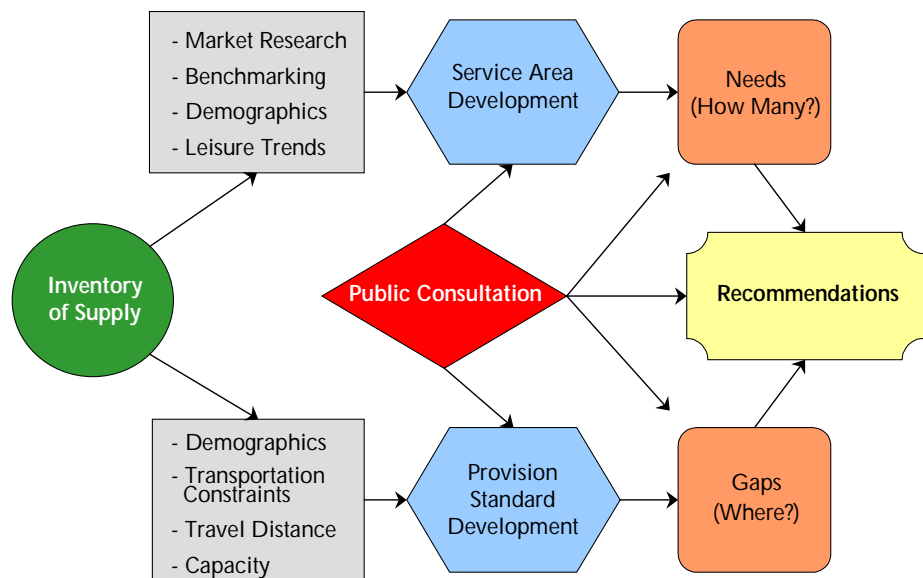 - Market Research
- Benchmarking
- Demographics
- Leisure Trends
Service Area
Development
Needs
(How Many?)
Inventory
of Supply
Public Consultation
Recommendations
- Demographics
- Transportation
Constraints
- Travel Distance
- Capacity
Provision
Standard
Development
Gaps
(Where?)